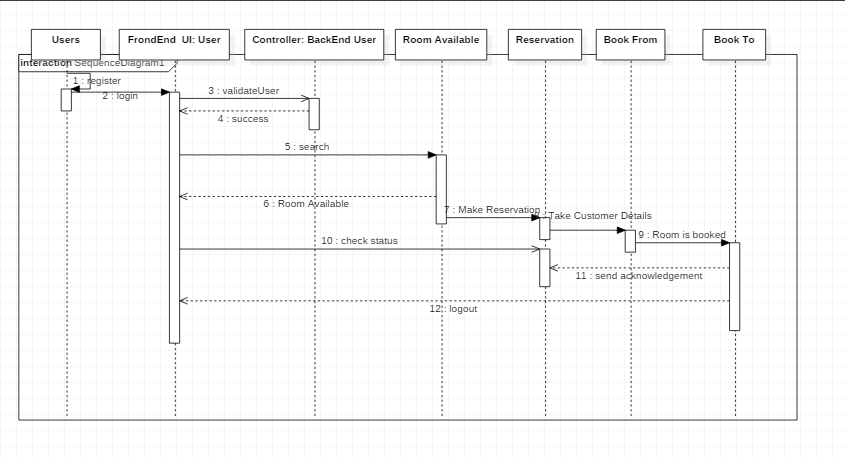 Users
FrondEnd UI: User
Controller: BackEnd User
Room Available
Reservation
Book From
Book To
interaction SequenceDiagram1
1 : register
2 : login
3 : validateUser
4 : success
5 : search
6 : Room Available
7 : Make Reservation
Take Customer Details
9 : Room is booked
10 : check status
11 : send acknowledgement
12 : logout